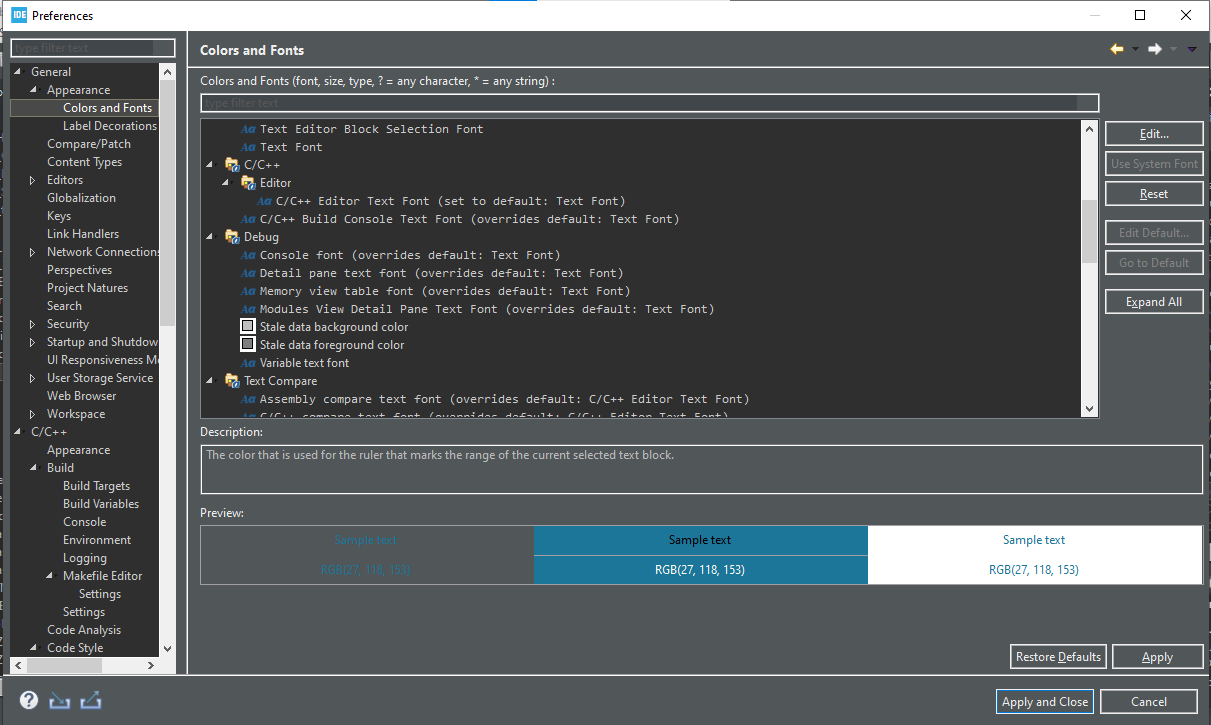 IDE Preferences
type filter text
General
Appearance
Colors and Fonts
Label Decorations
Compare/Patch
Content Types
Editors
Globalization
Keys
Link Handlers
Network Connections
Perspectives
Project Natures
Search
Security
Startup and Shutdow
UI Responsiveness Mo
User Storage Service
Web Browser
Workspace
C/C++
Appearance
Build
Build Targets
Build Variables
Console
Environment
Logging
Makefile Editor
Settings
Settings
Code Analysis
Code Style
Colors and Fonts
Colors and Fonts (font, size, type, ? = any character, * = any string) :
type filter text
Aa Text Editor Block Selection Font
Aa Text Font
C/C++
Editor
Aa C/C++ Editor Text Font (set to default: Text Font)
Aa C/C++ Build Console Text Font (overrides default: Text Font)
Debug
Aa Console font (overrides default: Text Font)
Aa Detail pane text font (overrides default: Text Font)
Aa Memory view table font (overrides default: Text Font)
Aa Modules View Detail Pane Text Font (overrides default: Text Font)
Stale data background color
Stale data foreground color
Aa Variable text font
Text Compare
Aa Assembly compare text font (overrides default: C/C++ Editor Text Font)
Aa C/C++ compare text font (overrides default: C/C++ Editor Text Font)
Edit...
Use System Font
Reset
Edit Default...
Go to Default
Expand All
Description:
The color that is used for the ruler that marks the range of the current selected text block.
Preview:
Sample text Sample text Sample text
RGB(27, 118, 153) RGB(27, 118, 153) RGB(27, 118, 153)
Restore Defaults Apply
? Apply and Close Cancel